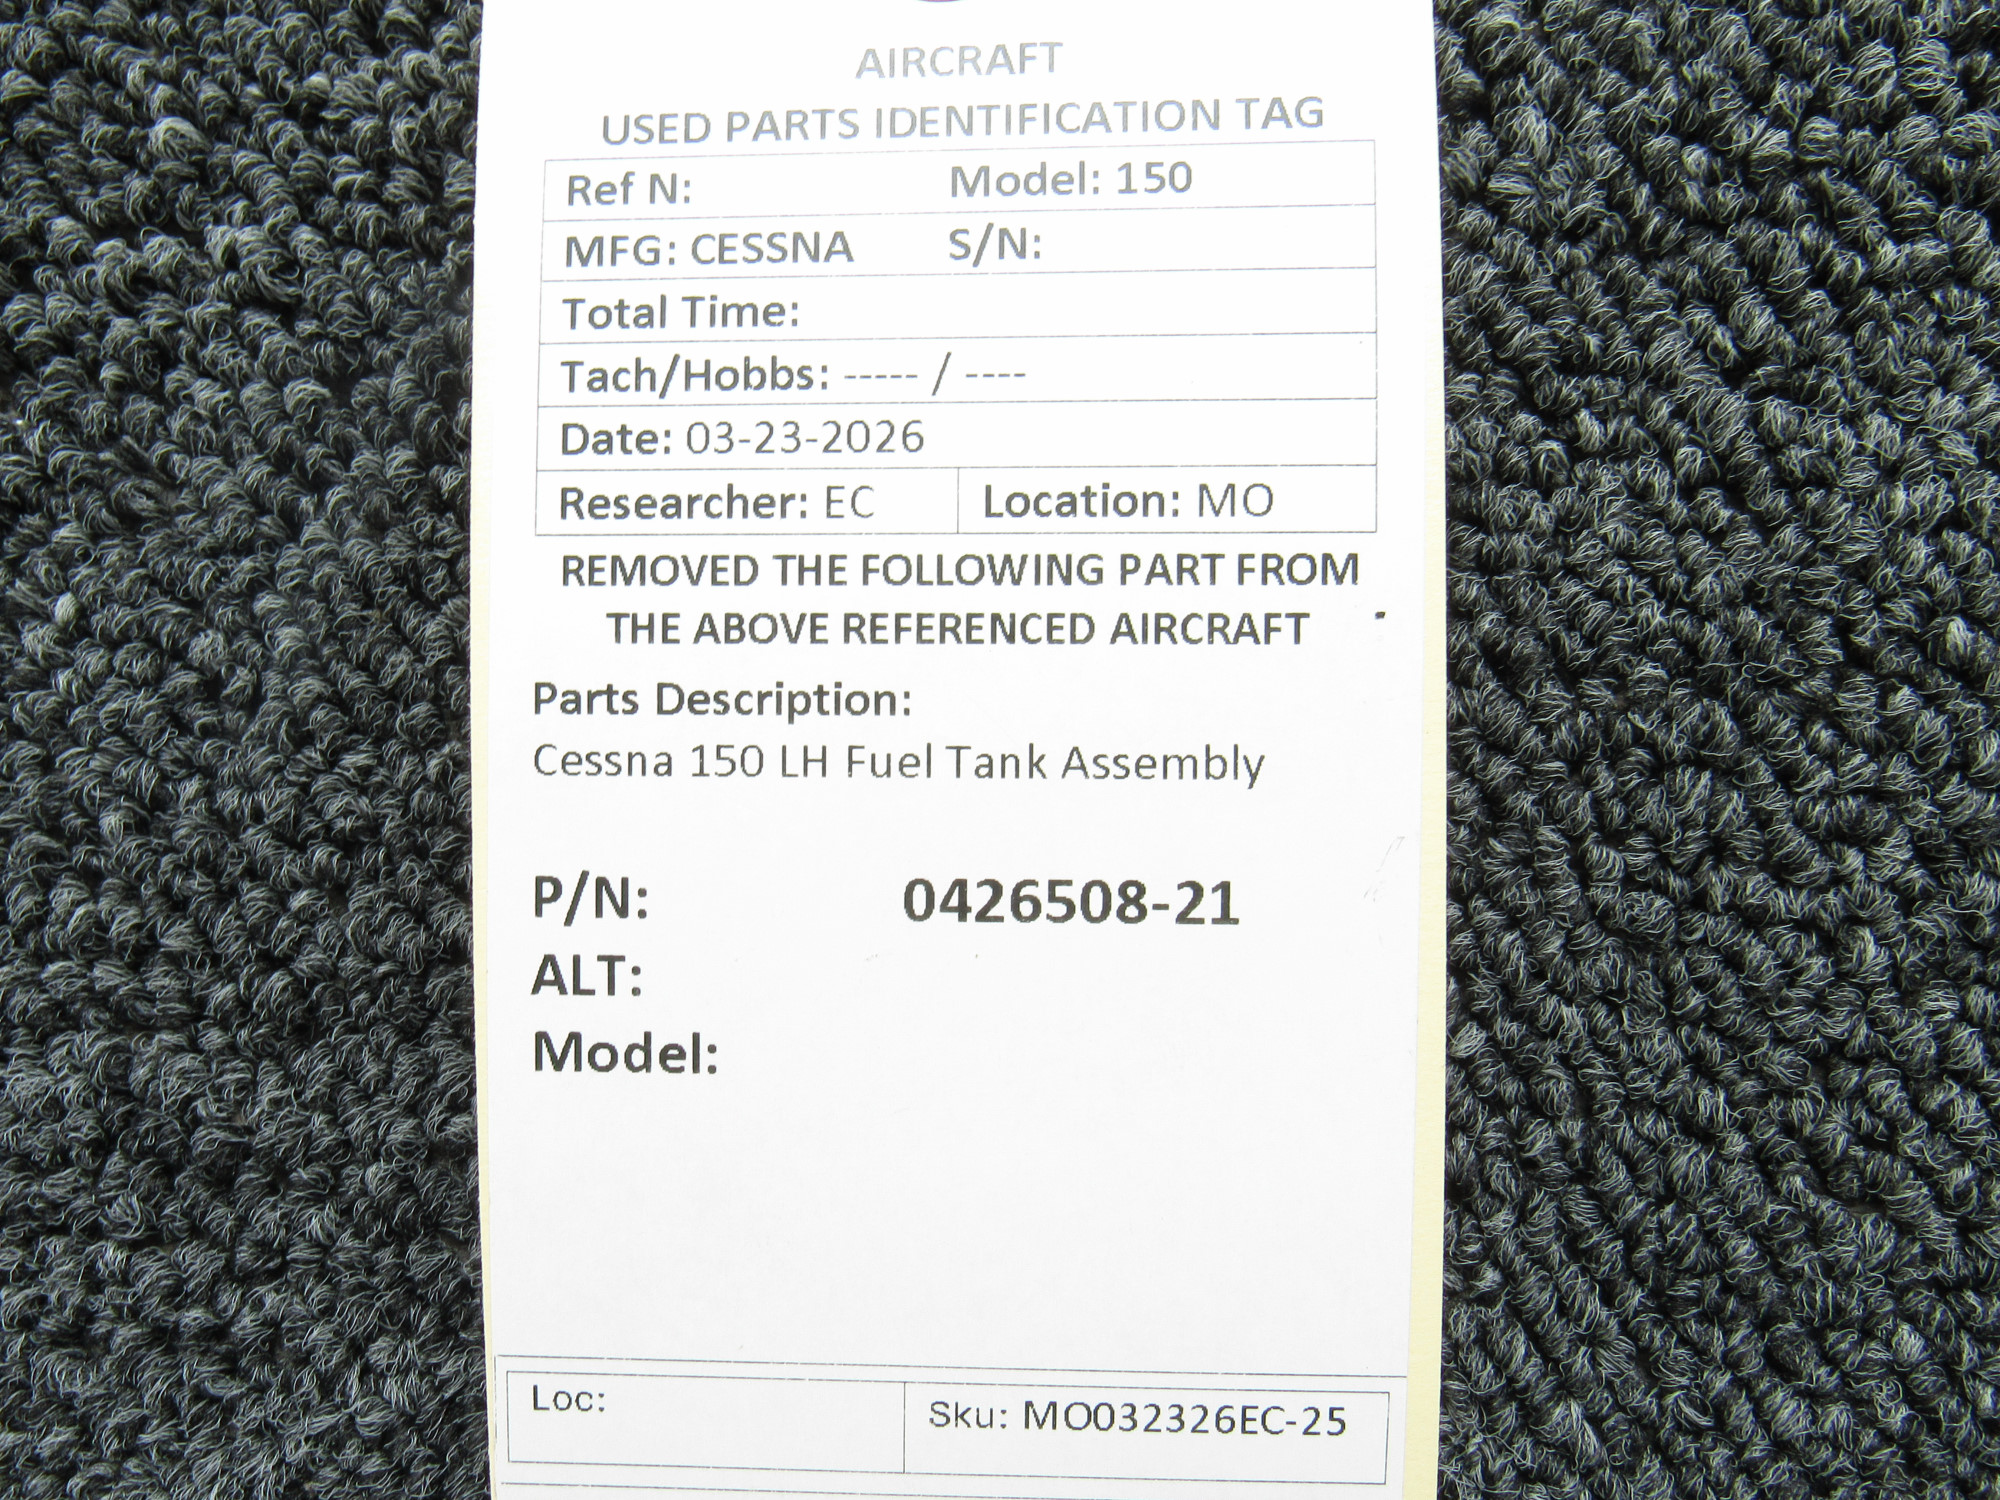 AIRCRAFT
USED PARTS IDENTIFICATION TAG
Ref N: Model: 150
MFG: CESSNA S/N:
Total Time:
Tach/Hobbs: ----- / ----
Date: 03-23-2026
Researcher: EC Location: MO
REMOVED THE FOLLOWING PART FROM
THE ABOVE REFERENCED AIRCRAFT
Parts Description:
Cessna 150 LH Fuel Tank Assembly
P/N: 0426508-21
ALT:
Model:
Loc: Sku: MO032326EC-25